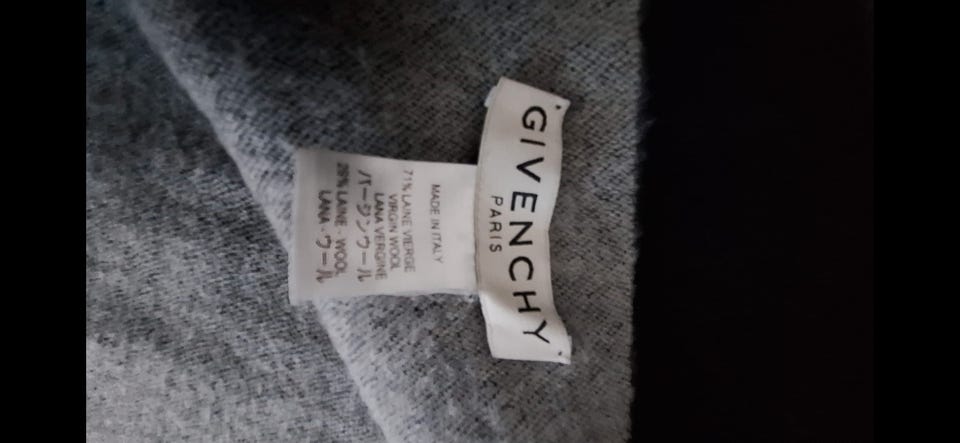 GIVENCHY
PARIS
MADE IN ITALY
71% LAINE VIERGE
VIRGIN WOOL
LANA VERGINE
バージンウール
29% LAINE - WOOL
LANA - ウール